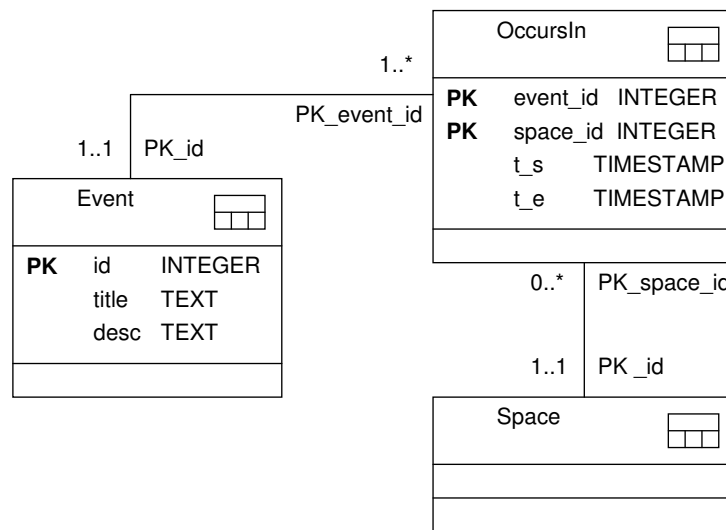 OccursIn
1..*
PK event_id INTEGER
PK_event_id
PK space_id INTEGER
1..1 PK_id
t_s TIMESTAMP
t_e TIMESTAMP
Event
PK id INTEGER
title TEXT
desc TEXT
0..* PK_space_id
1..1 PK _id
Space